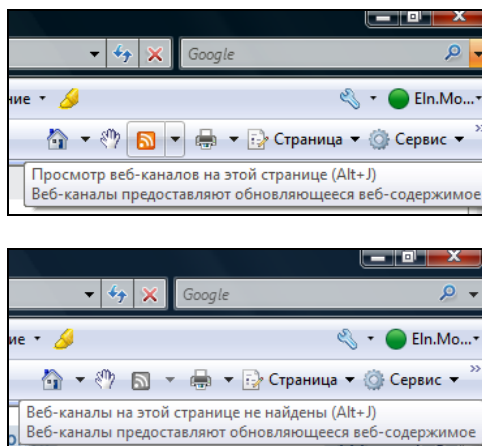 Google
ние
Eln.Mo...
Страница Сервис
Просмотр веб-каналов на этой странице (Alt+J)
Веб-каналы предоставляют обновляющееся веб-содержимое
Google
ие
Eln.Mo...
Страница Сервис
Веб-каналы на этой странице не найдены (Alt+J)
Веб-каналы предоставляют обновляющееся веб-содержимое